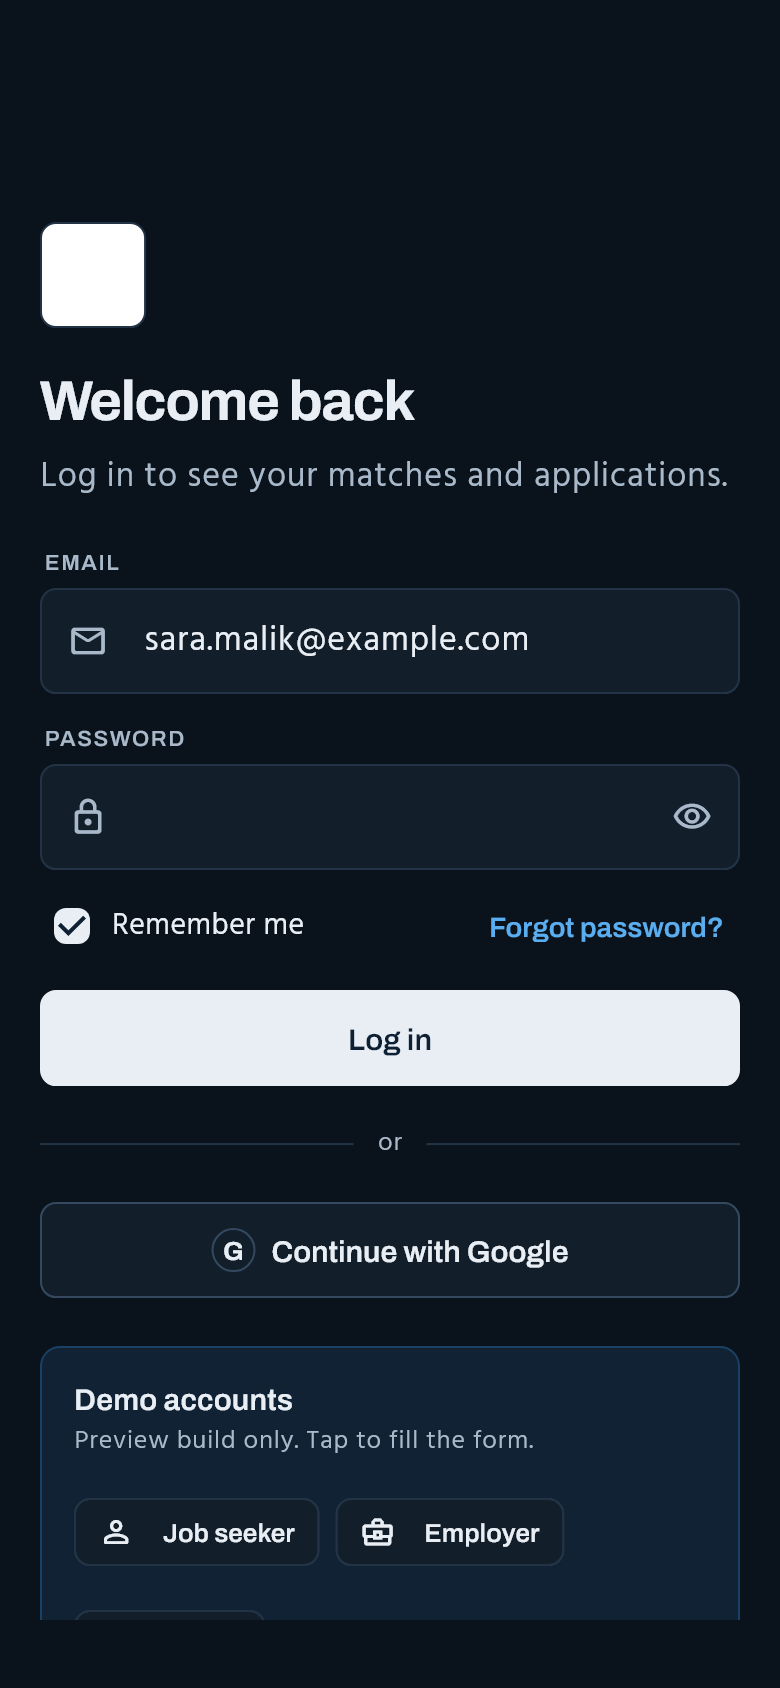 Welcome back
Log in to see your matches and applications.
EMAIL
sara.malik@example.com
PASSWORD
Remember me
Forgot password?
Log in
or
G Continue with Google
Demo accounts
Preview build only. Tap to fill the form.
Job seeker
Employer